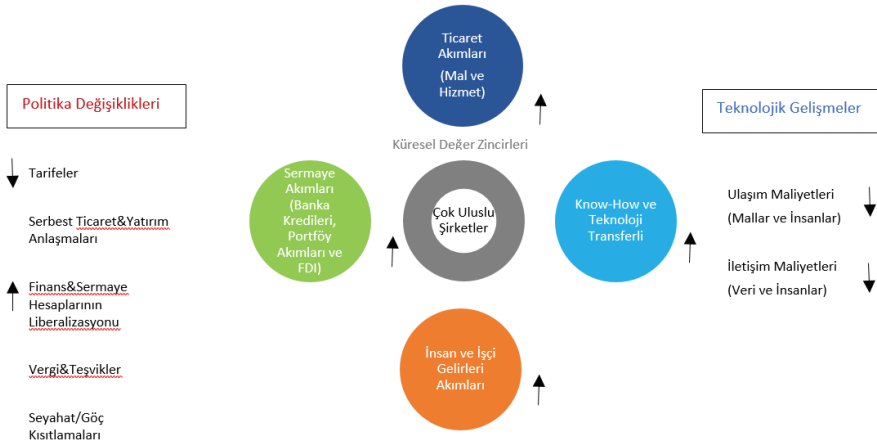 Ticaret
Akımları
(Mal ve
Hizmet)
Politika Değişiklikleri
Teknolojik Gelişmeler
Küresel Değer Zincirleri
Tarifeler
Serbest Ticaret&Yatırım
Anlaşmaları
Finans&Sermaye
Hesaplarının
Liberalizasyonu
Vergi&Teşvikler
Seyahat/Göç
Kısıtlamaları
Sermaye
Akımları
(Banka
Kredileri,
Portföy
Akımları ve
FDI)
Çok Uluslu
Şirketler
Know-How ve
Teknoloji
Transferli
İnsan ve İşçi
Gelirleri
Akımları
Ulaşım Maliyetleri
(Mallar ve İnsanlar)
İletişim Maliyetleri
(Veri ve İnsanlar)